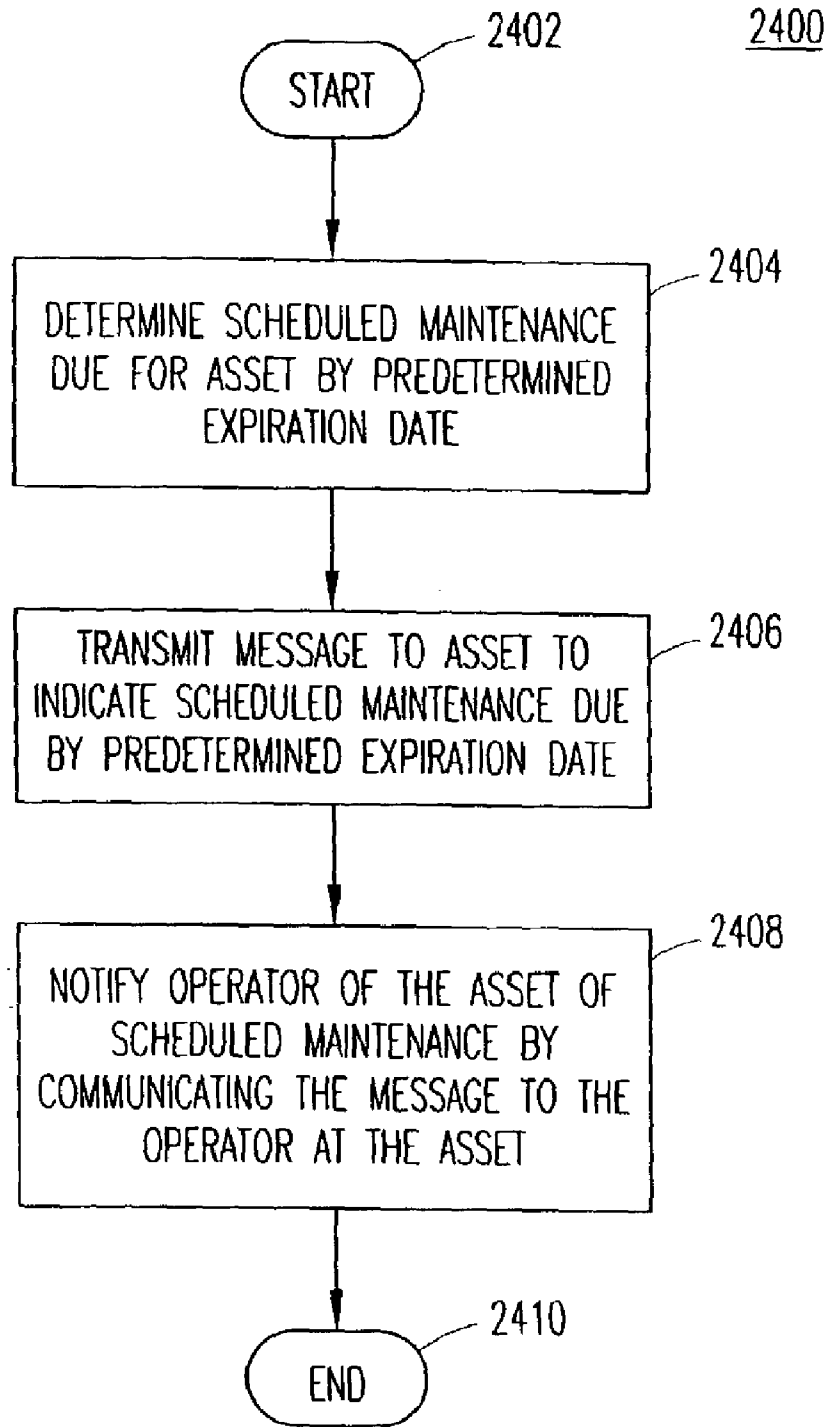 2402
2400
START
2404
DETERMINE SCHEDULED MAINTENANCE
DUE FOR ASSET BY PREDETERMINED
EXPIRATION DATE
2406
TRANSMIT MESSAGE TO ASSET TO
INDICATE SCHEDULED MAINTENANCE DUE
BY PREDETERMINED EXPIRATION DATE
2408
NOTIFY OPERATOR OF THE ASSET OF
SCHEDULED MAINTENANCE BY
COMMUNICATING THE MESSAGE TO THE
OPERATOR AT THE ASSET
2410
END